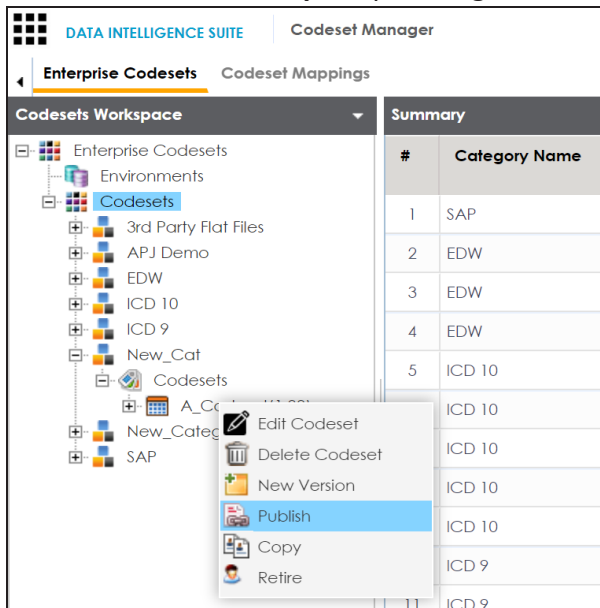 DATA INTELLIGENCE SUITE Codeset Manager
Enterprise Codesets Codeset Mappings
Codesets Workspace
Enterprise Codesets
Environments
Codesets
3rd Party Flat Files
APJ Demo
EDW
ICD 10
ICD 9
New_Cat
Codesets
New_Categ
SAP
Edit Codeset
Delete Codeset
New Version
Publish
Copy
Retire
Summary
# Category Name
1 SAP
2 EDW
3 EDW
4 EDW
5 ICD 10
ICD 10
ICD 10
ICD 10
ICD 10
ICD 9
11 ICD 9